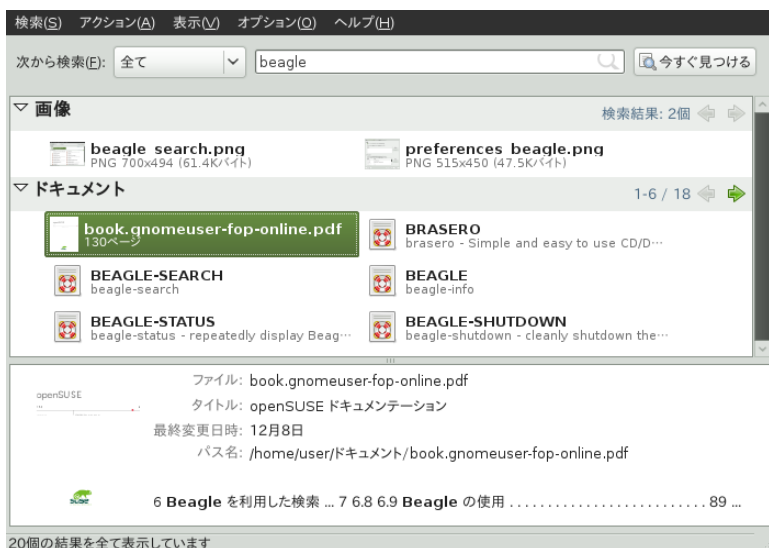 検索(S) アクション(A) 表示(V) オプション(O) ヘルプ(H)
次から検索(F): 全て beagle 今すぐ見つける
画像 検索結果: 2個
beagle search.png preferences beagle.png
PNG 700x494 (61.4Kバイト) PNG 515x450 (47.5Kバイト)
ドキュメント 1-6 / 18
book.gnomeuser-fop-online.pdf BRASERO
130ページ brasero - Simple and easy to use CD/D…
BEAGLE-SEARCH BEAGLE
beagle-search beagle-info
BEAGLE-STATUS BEAGLE-SHUTDOWN
beagle-status - repeatedly display Beag… beagle-shutdown - cleanly shutdown the…
ファイル: book.gnomeuser-fop-online.pdf
openSUSE
タイトル: openSUSE ドキュメンテーション
最終変更日時: 12月8日
パス名: /home/user/ドキュメント/book.gnomeuser-fop-online.pdf
6 Beagle を利用した検索 ... 7 6.8 6.9 Beagle の使用 . . . . . . . . . . . . . . . . . . . . . . . . . . 89 ...
20個の結果を全て表示しています